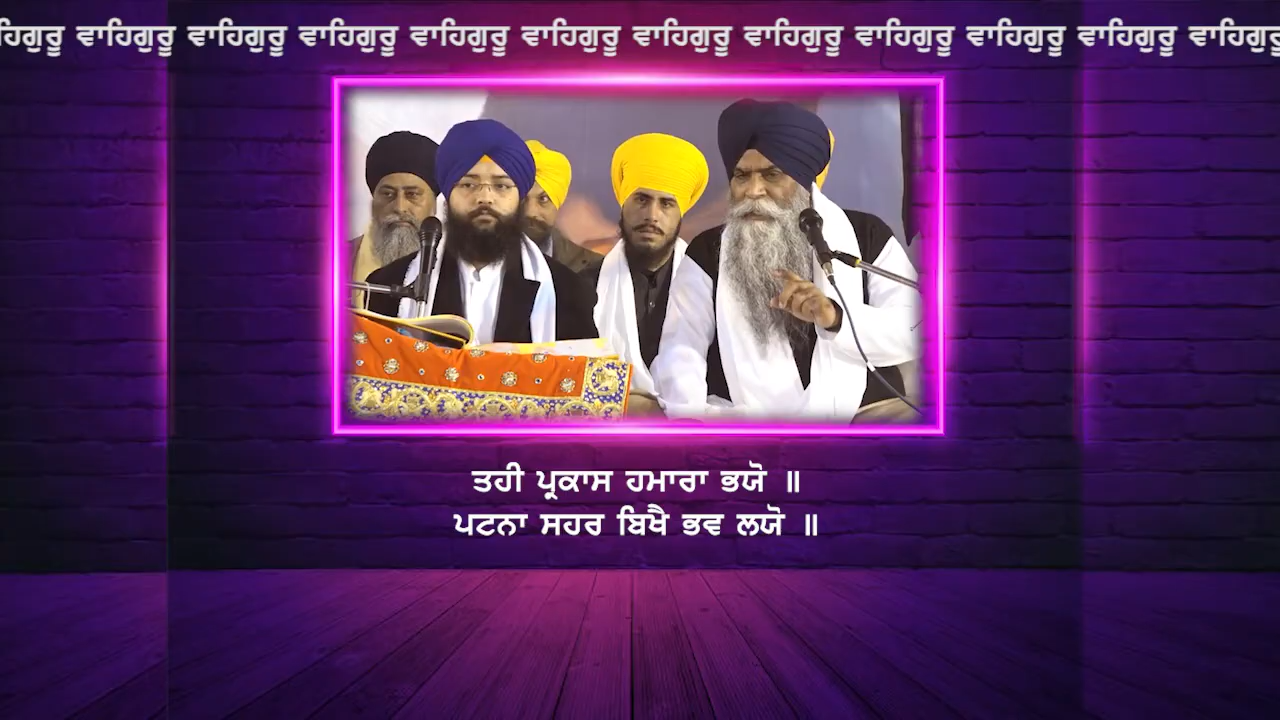 ਹਿਗੁਰੂ ਵਾਹਿਗੁਰੂ ਵਾਹਿਗੁਰੂ ਵਾਹਿਗੁਰੂ ਵਾਹਿਗੁਰੂ ਵਾਹਿਗੁਰੂ ਵਾਹਿਗੁਰੂ ਵਾਹਿਗੁਰੂ ਵਾਹਿਗੁਰੂ ਵਾਹਿਗੁਰੂ ਵਾਹਿਗੁਰੂ ਵਾਹਿਗੁਰੂ
ਤਹੀ ਪ੍ਰਕਾਸ ਹਮਾਰਾ ਭਯੋ ॥
ਪਟਨਾ ਸਹਰ ਬਿਖੈ ਭਵ ਲਯੋ ॥